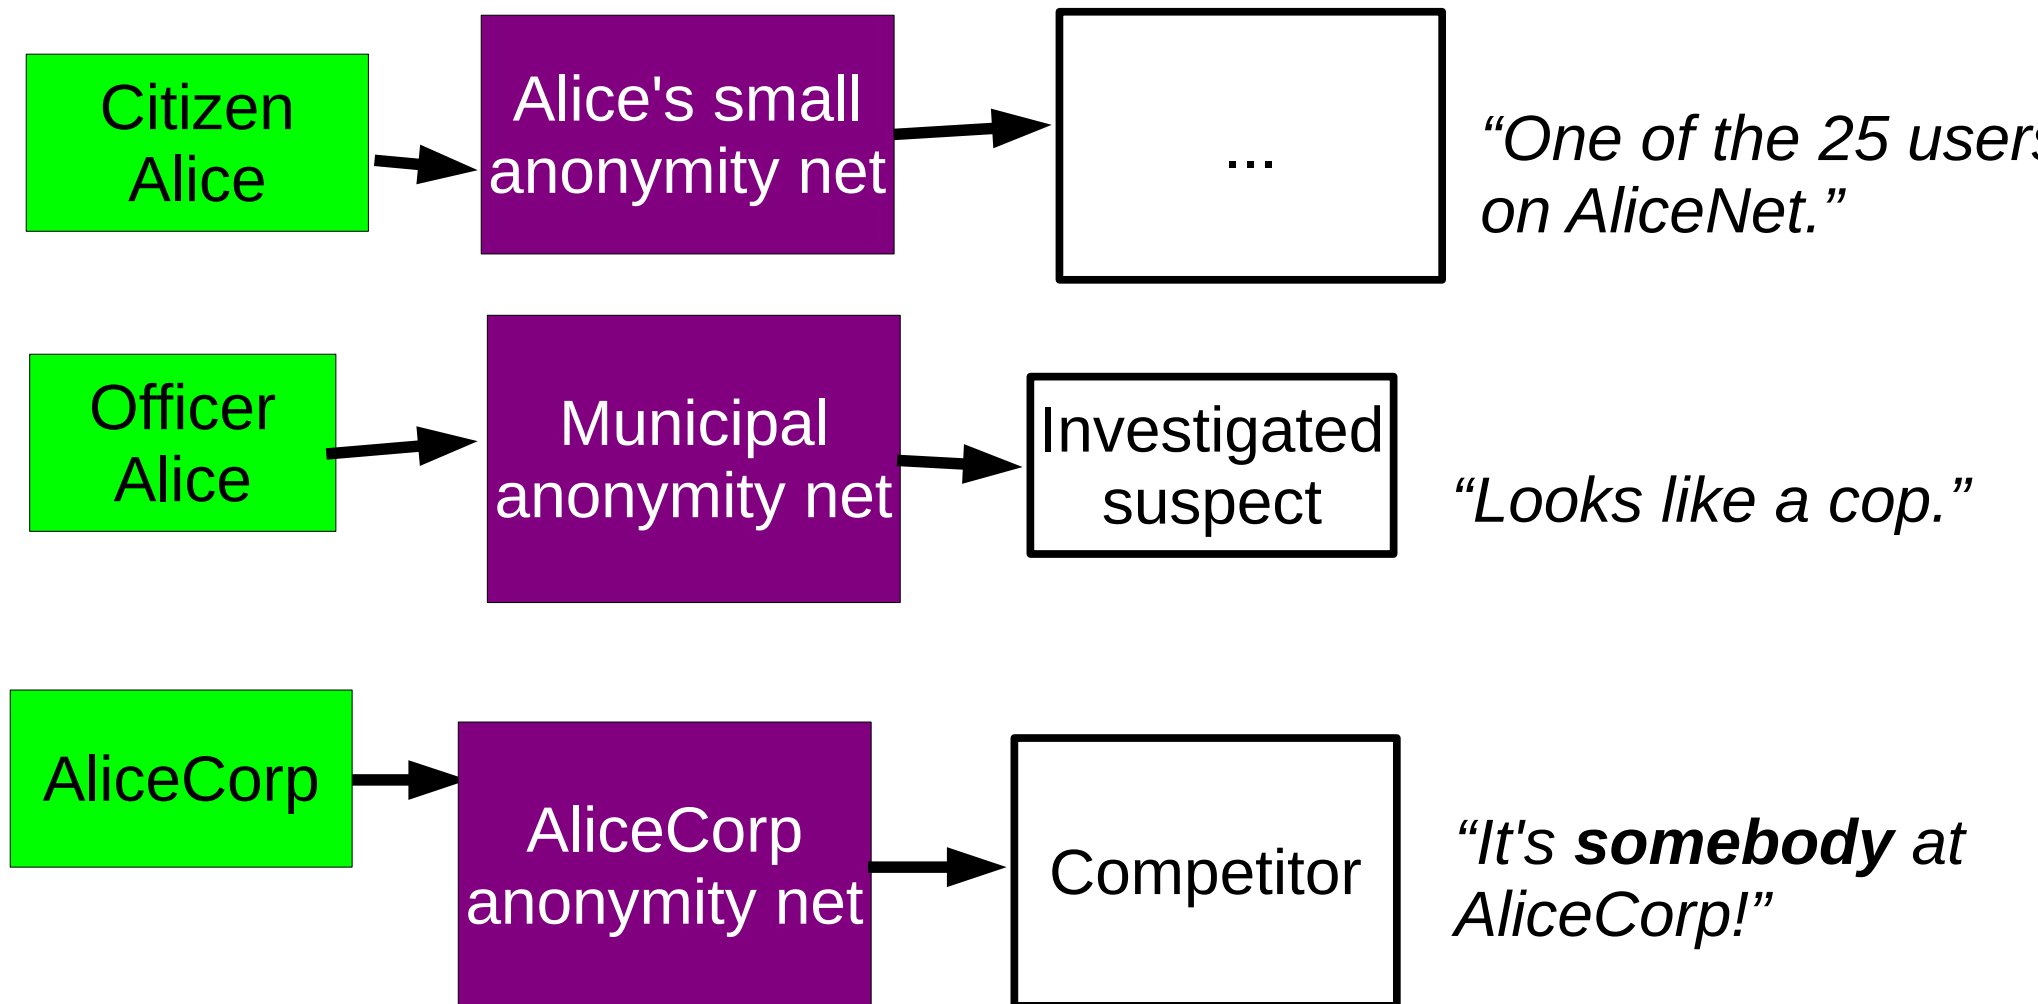 Citizen
Alice
Alice's small
anonymity net
...
“One of the 25 users
on AliceNet.”
Officer
Alice
Municipal
anonymity net
Investigated
suspect
“Looks like a cop.”
AliceCorp
AliceCorp
anonymity net
Competitor
“It's somebody at
AliceCorp!”